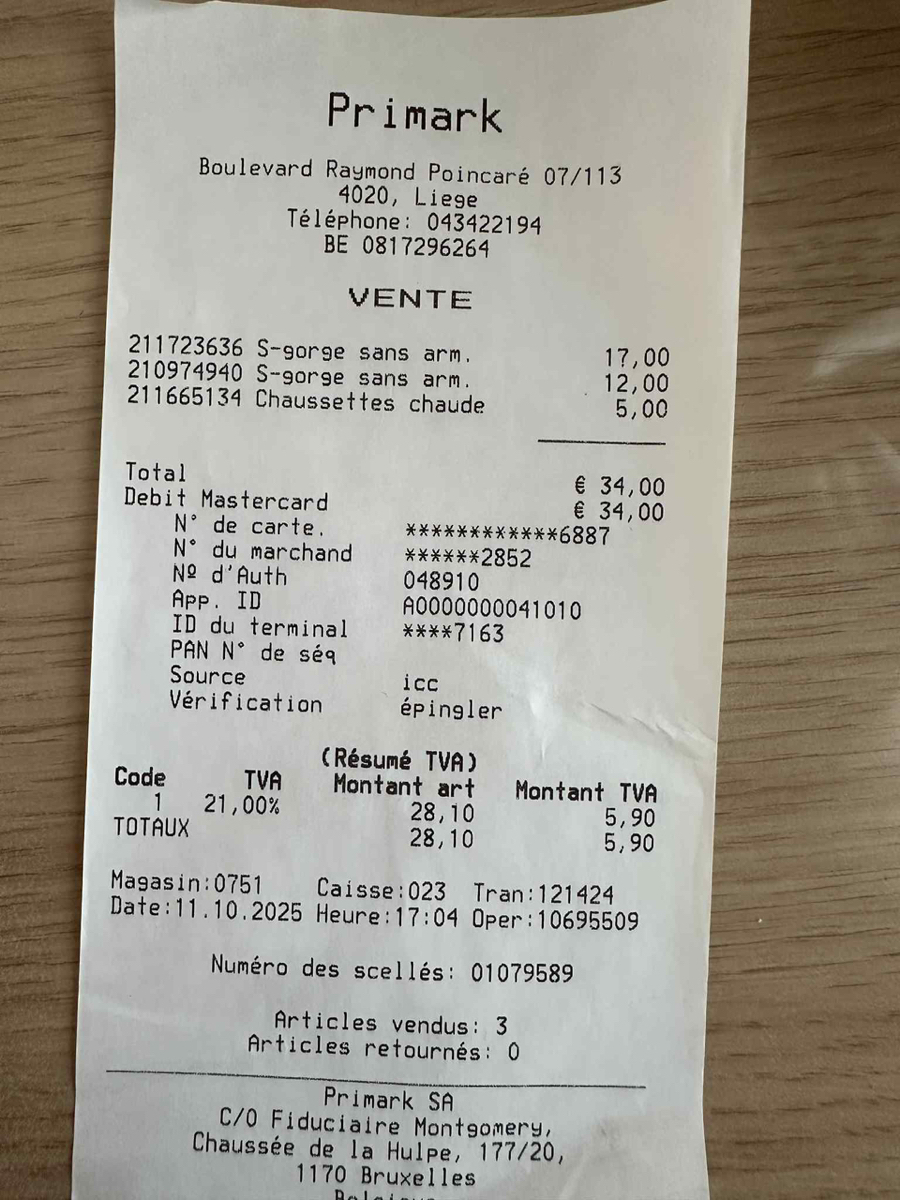 Primark
Boulevard Raymond Poincaré 07/113
4020, Liege
Téléphone: 043422194
BE 0817296264
VENTE
211723636 S-gorge sans arm. 17,00
210974940 S-gorge sans arm. 12,00
211665134 Chaussettes chaude 5,00
Total € 34,00
Debit Mastercard € 34,00
N° de carte. ************6887
N° du marchand ******2852
Nº d'Auth 048910
App. ID A0000000041010
ID du terminal ****7163
PAN N° de séq
Source icc
Vérification épingler
(Résumé TVA)
Code TVA Montant art Montant TVA
1 21,00% 28,10 5,90
TOTAUX 28,10 5,90
Magasin:0751 Caisse:023 Tran:121424
Date:11.10.2025 Heure:17:04 Oper:10695509
Numéro des scellés: 01079589
Articles vendus: 3
Articles retournés: 0
Primark SA
C/O Fiduciaire Montgomery,
Chaussée de la Hulpe, 177/20,
1170 Bruxelles